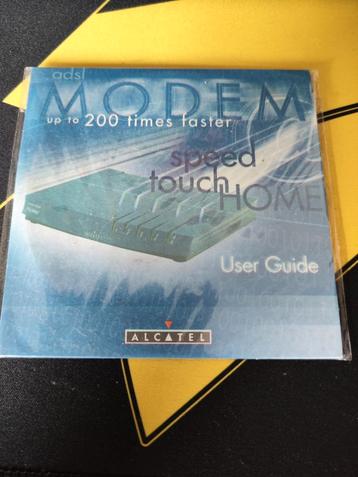 adsl
MODEM
up to 200 times faster
speed
touch HOME
User Guide
ALCATEL